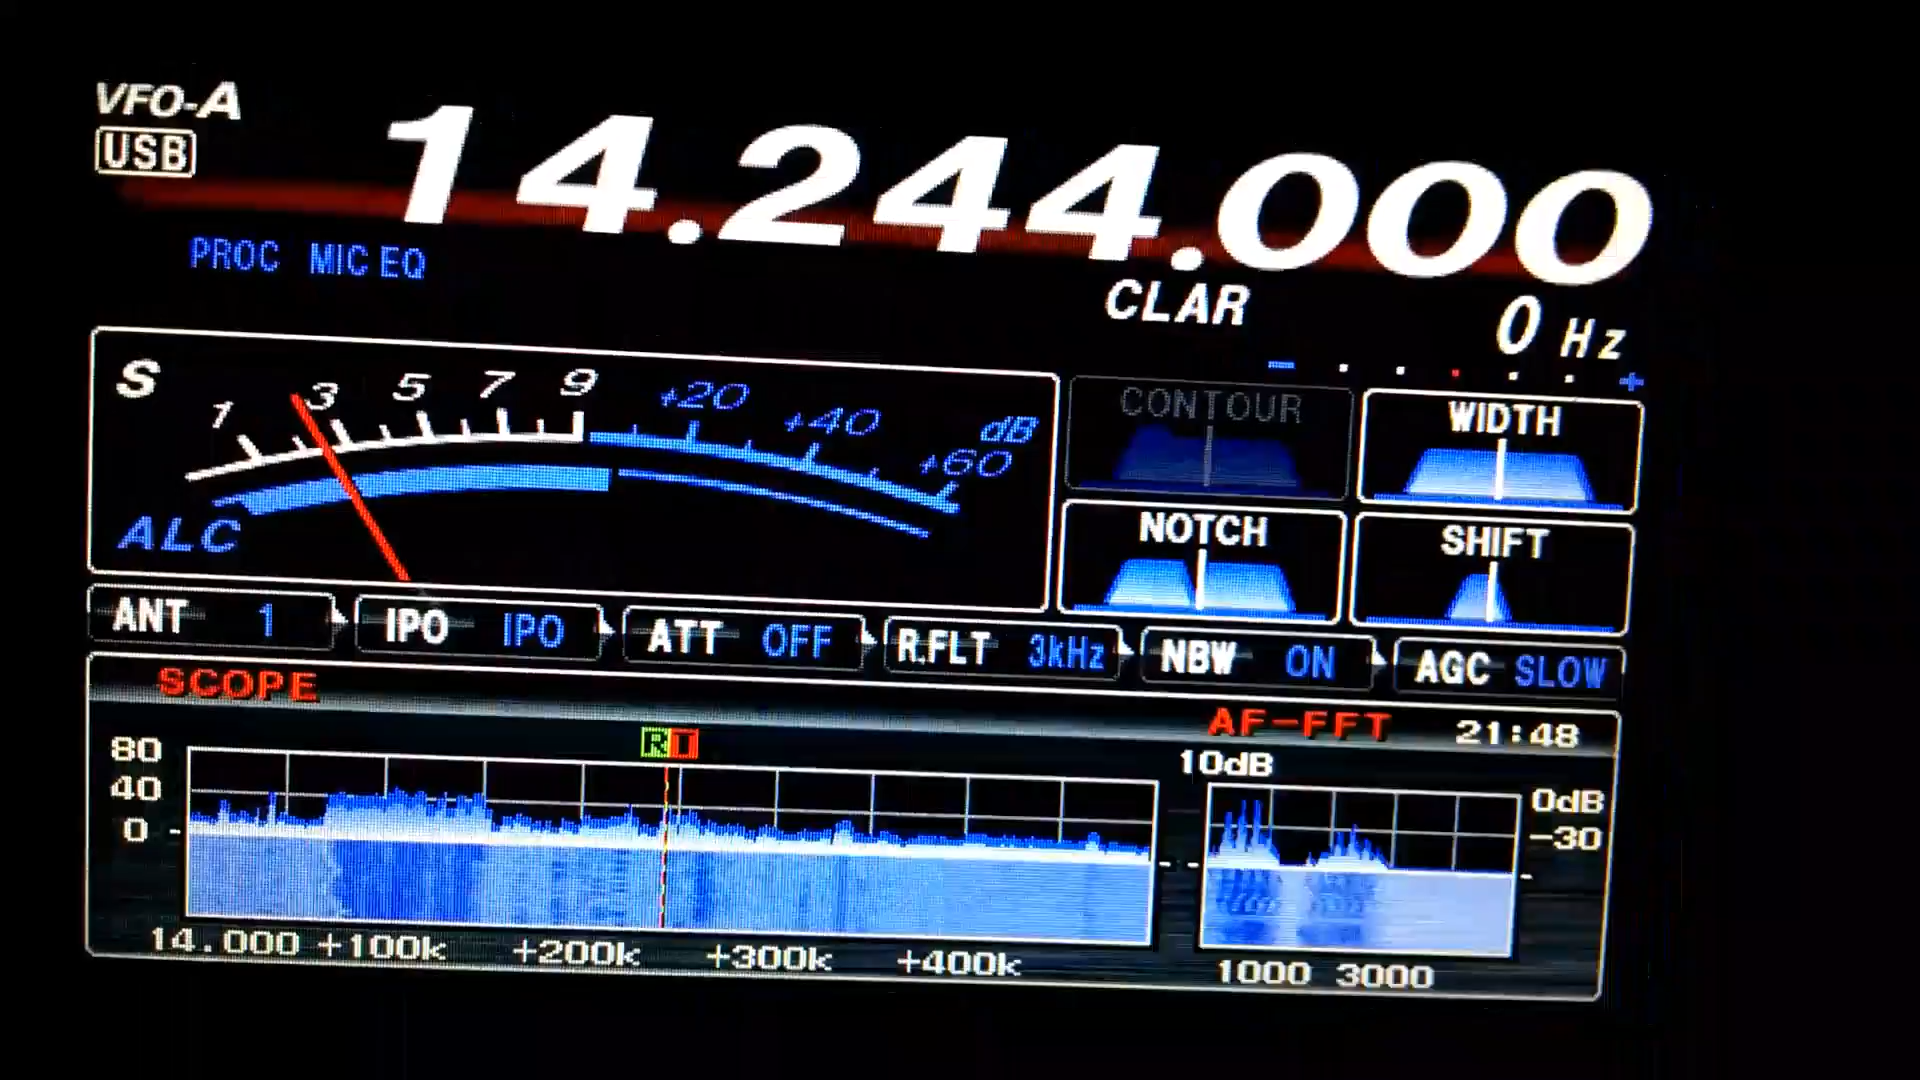 VFO-A
USB
14.244.000
PROC MIC EQ
CLAR 0 Hz
S 1 3 5 7 9 +20 +40 +60 dB
ALC
- +
CONTOUR WIDTH
NOTCH SHIFT
ANT 1 IPO IPO ATT OFF R.FLT 3kHz NBW ON AGC SLOW
SCOPE AF-FFT 21:48
R T
80
40
0
10dB
0dB
-30
14.000 +100k +200k +300k +400k 1000 3000